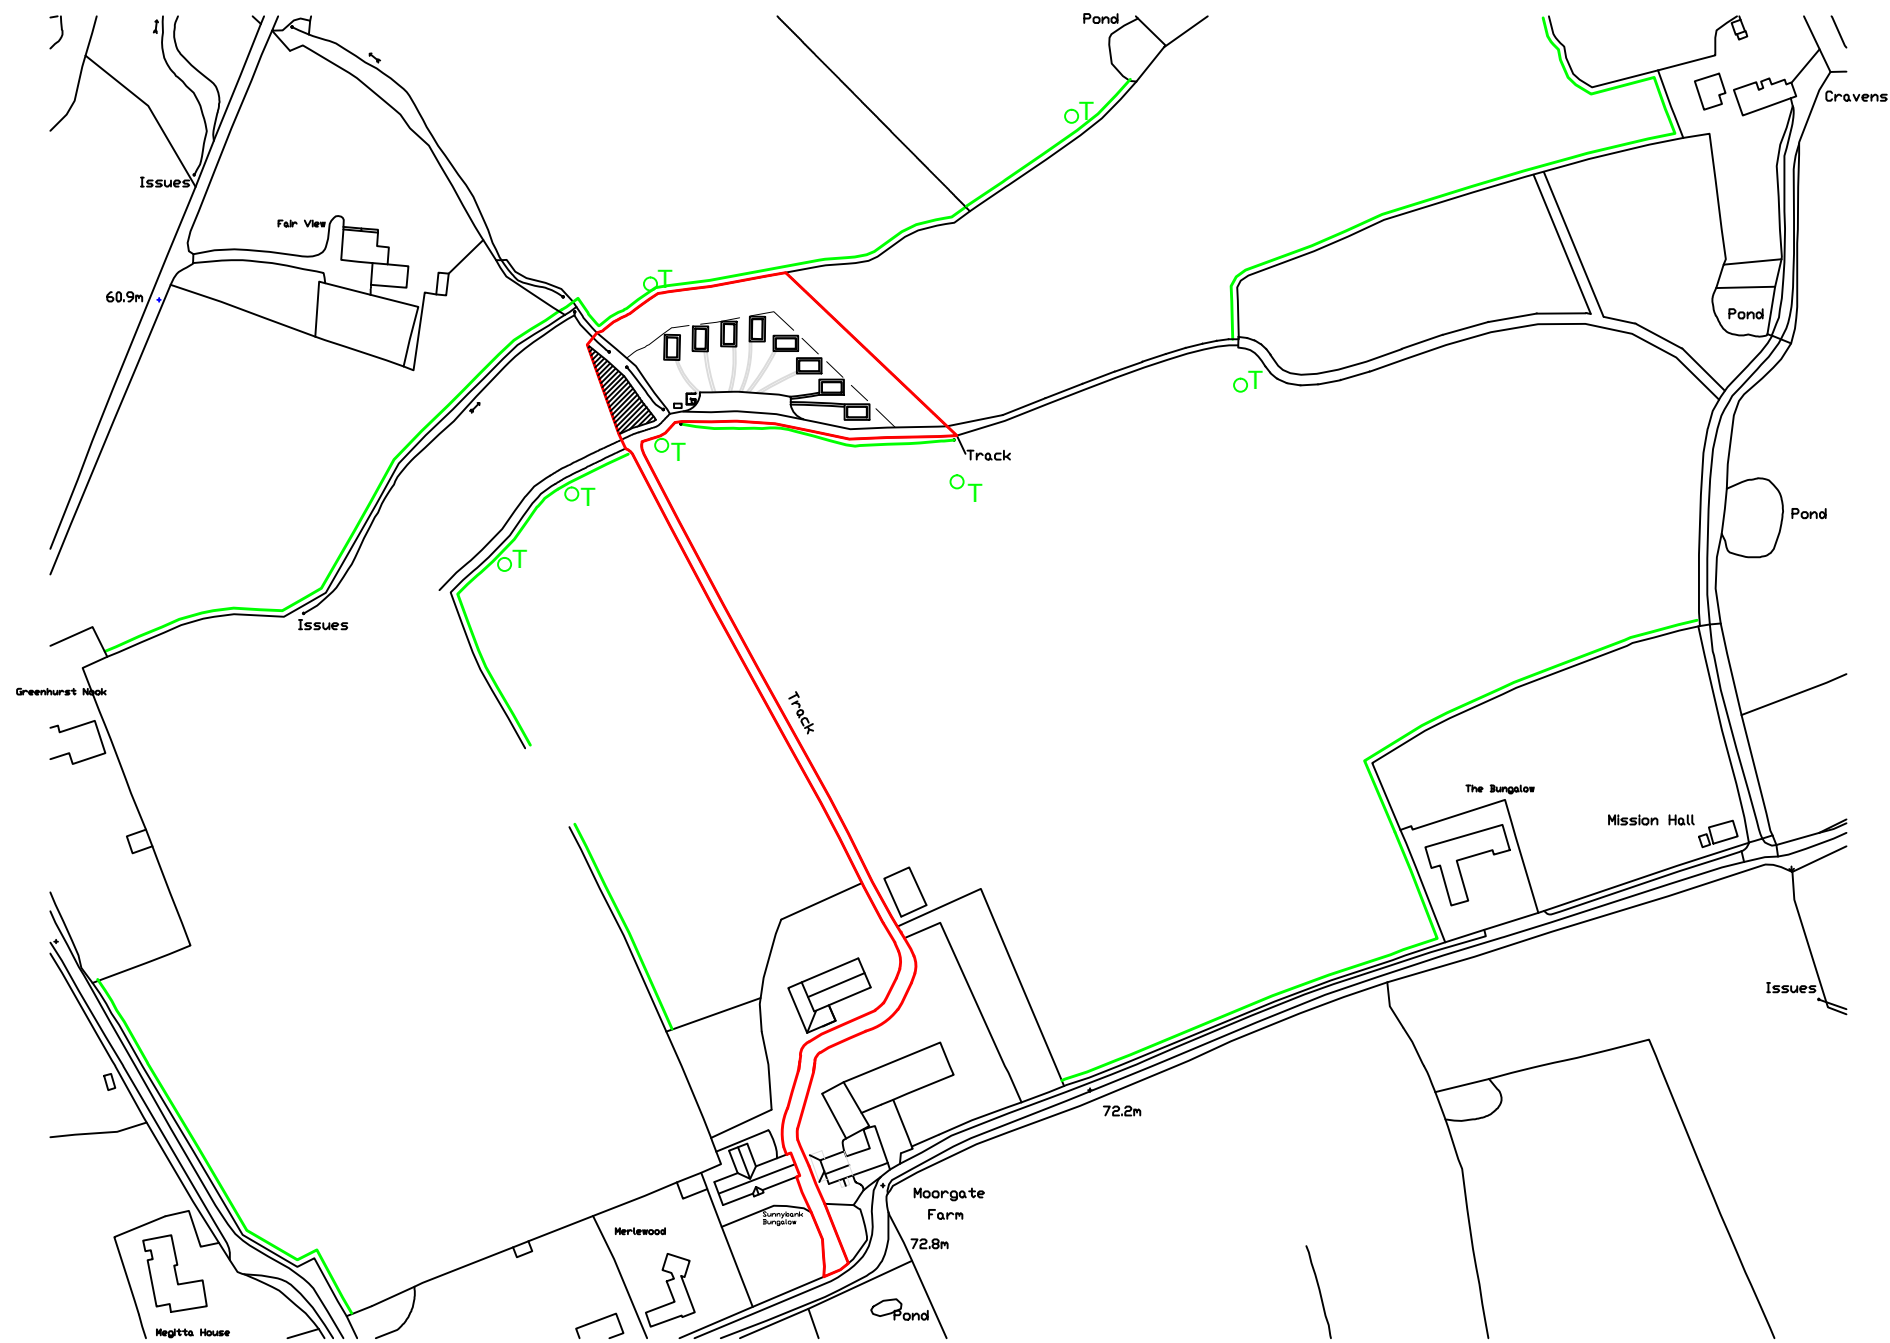 Pond
T
Cravens
Issues
Fair View
T
60.9m
Pond
T
T
Track
T
T
Pond
T
Issues
Greenhurst Nook
Track
The Bungalow
Mission Hall
Issues
72.2m
Moorgate
Farm
Sunnybank
Bungalow
Merlewood
72.8m
Pond
Megitta House